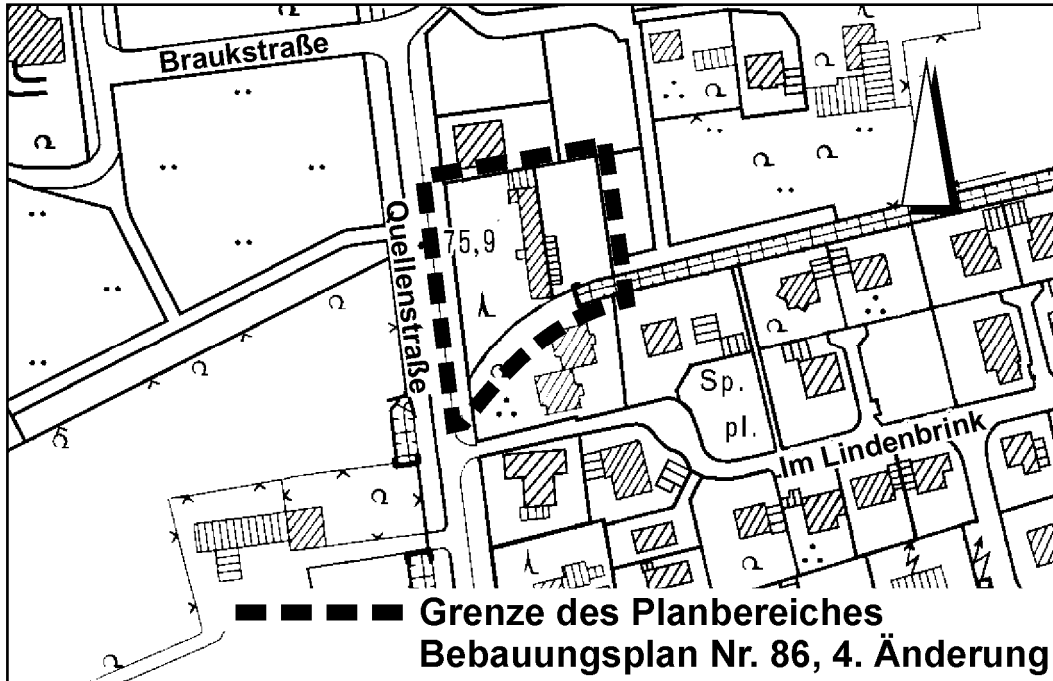 Braukstraße
Quellenstraße
75,9
Sp.
pl.
Im Lindenbrink
Grenze des Planbereiches
Bebauungsplan Nr. 86, 4. Änderung